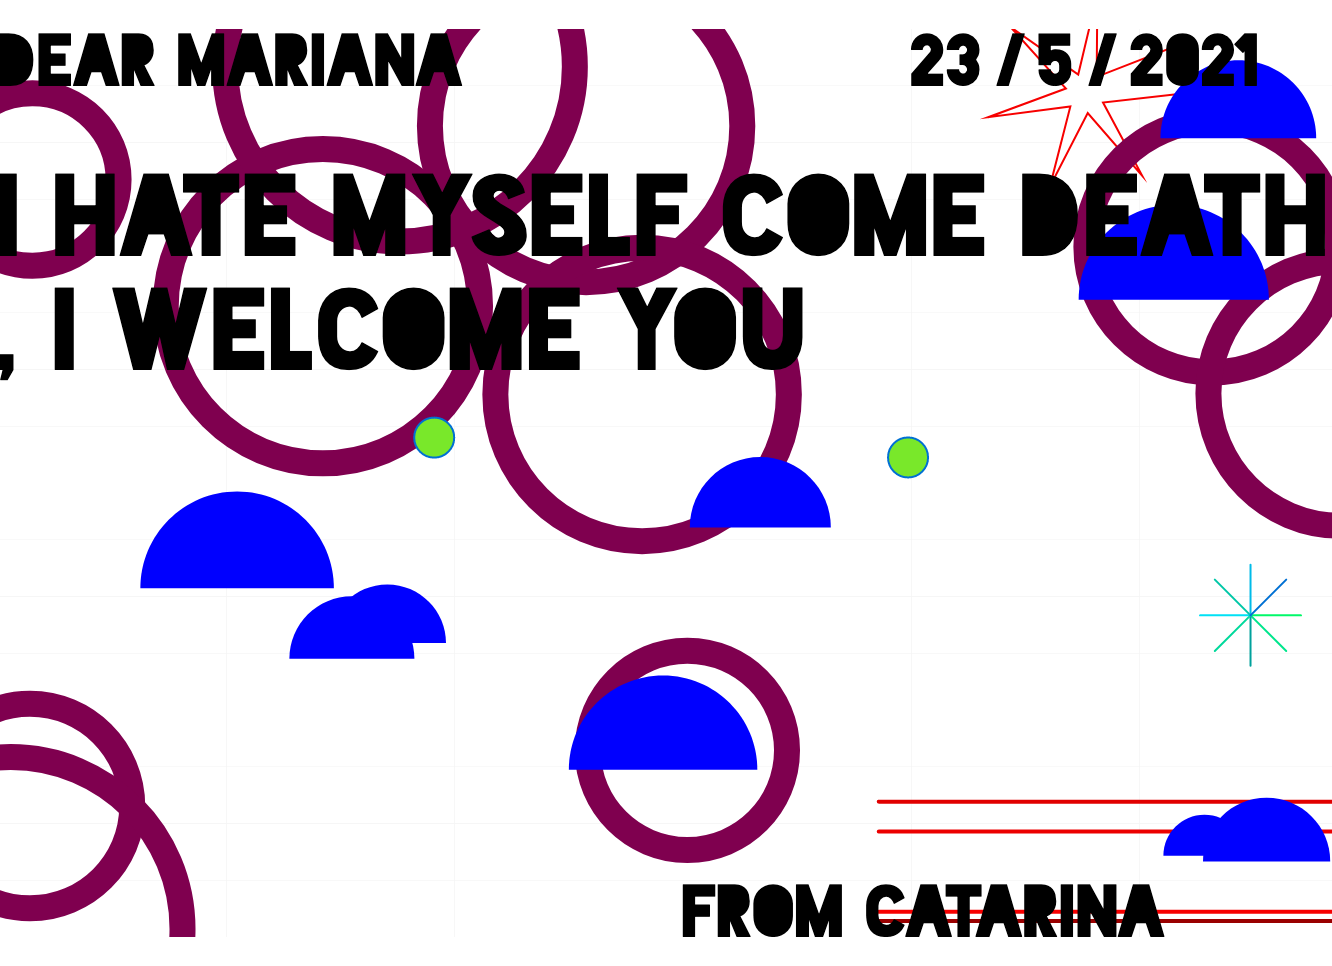 DEAR MARIANA
23 / 5 / 2021
I HATE MYSELF COME DEATH
, I WELCOME YOU
FROM CATARINA